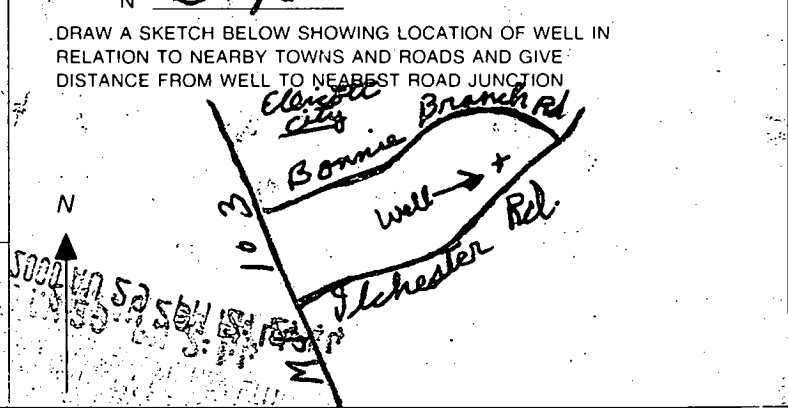 N
DRAW A SKETCH BELOW SHOWING LOCATION OF WELL IN
RELATION TO NEARBY TOWNS AND ROADS AND GIVE
DISTANCE FROM WELL TO NEAREST ROAD JUNCTION
Ellicott
City
Bonnie Branch Rd
Well
N
103
Ilchester Rd.
M